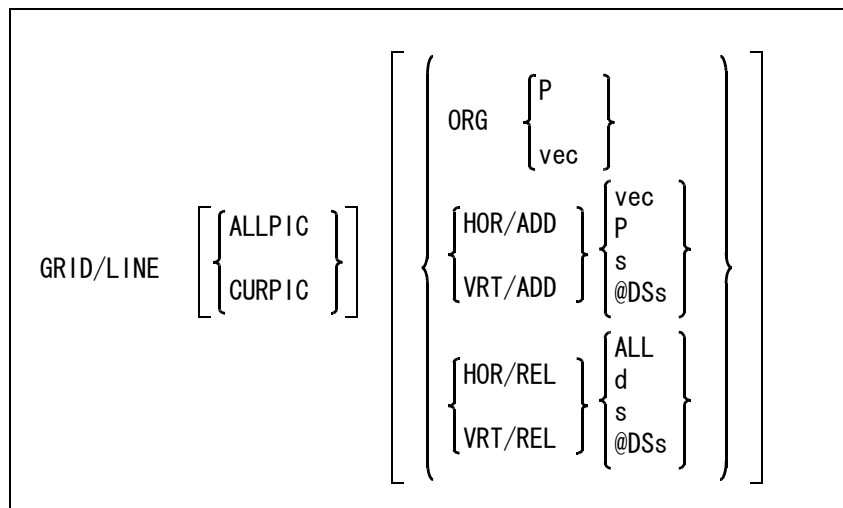 GRID/LINE
ALLPIC
CURPIC
ORG
P
vec
HOR/ADD
VRT/ADD
vec
P
s
@DSs
HOR/REL
VRT/REL
ALL
d
s
@DSs